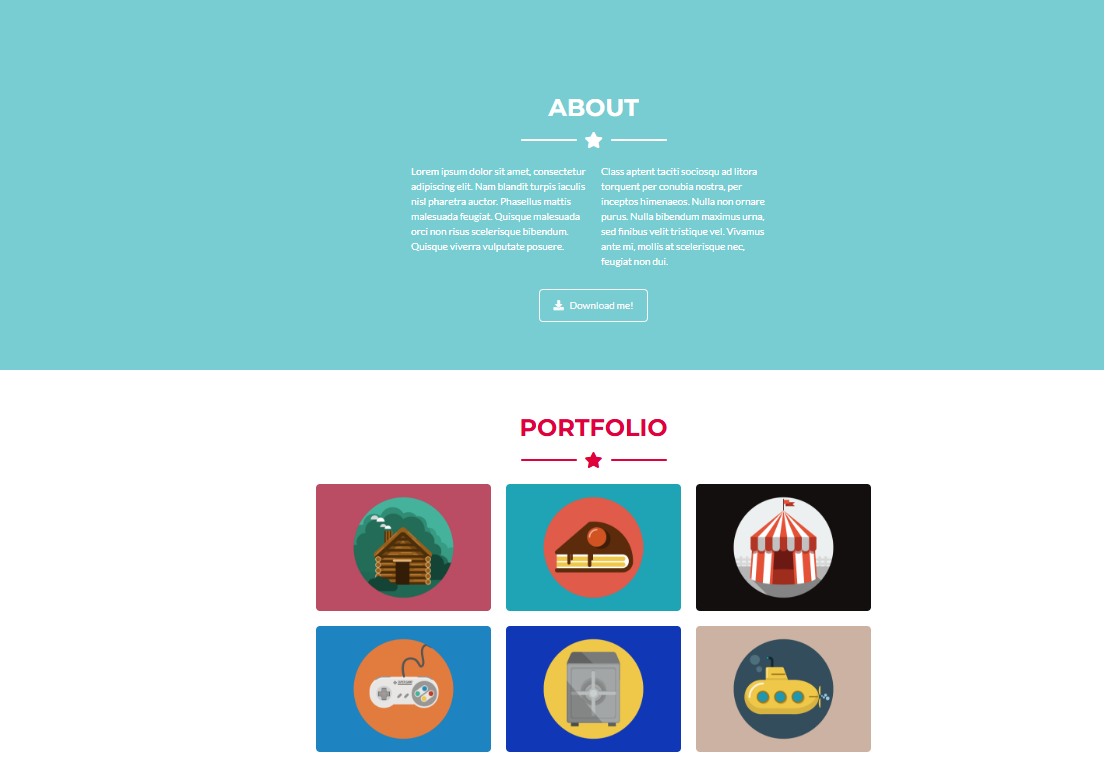 ABOUT
Lorem ipsum dolor sit amet, consectetur
adipiscing elit. Nam blandit turpis iaculis
nisl pharetra auctor. Phasellus mattis
malesuada feugiat. Quisque malesuada
orci non risus scelerisque bibendum.
Quisque viverra vulputate posuere.
Class aptent taciti sociosqu ad litora
torquent per conubia nostra, per
inceptos himenaeos. Nulla non ornare
purus. Nulla bibendum maximus urna,
sed finibus velit tristique vel. Vivamus
ante mi, mollis at scelerisque nec,
feugiat non dui.
Download me!
PORTFOLIO